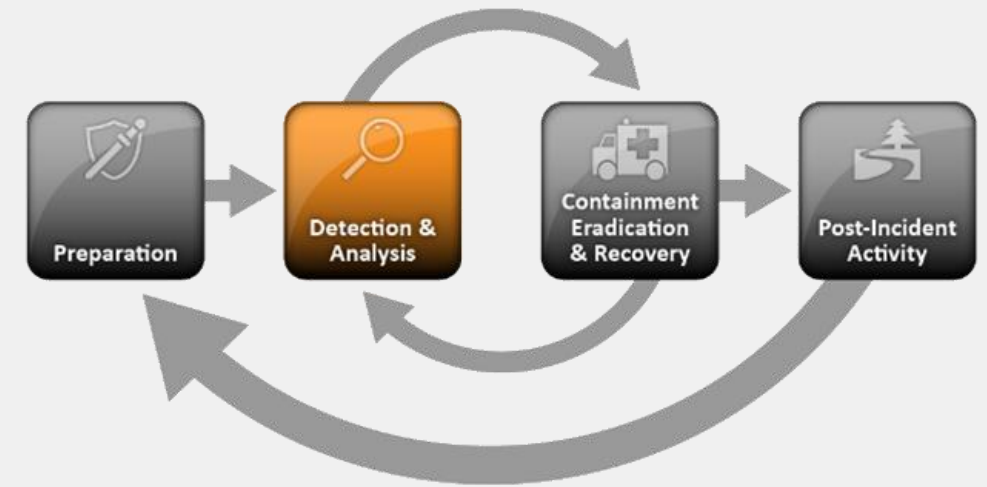 Preparation
Detection &
Analysis
Containment
Eradication
& Recovery
Post-Incident
Activity